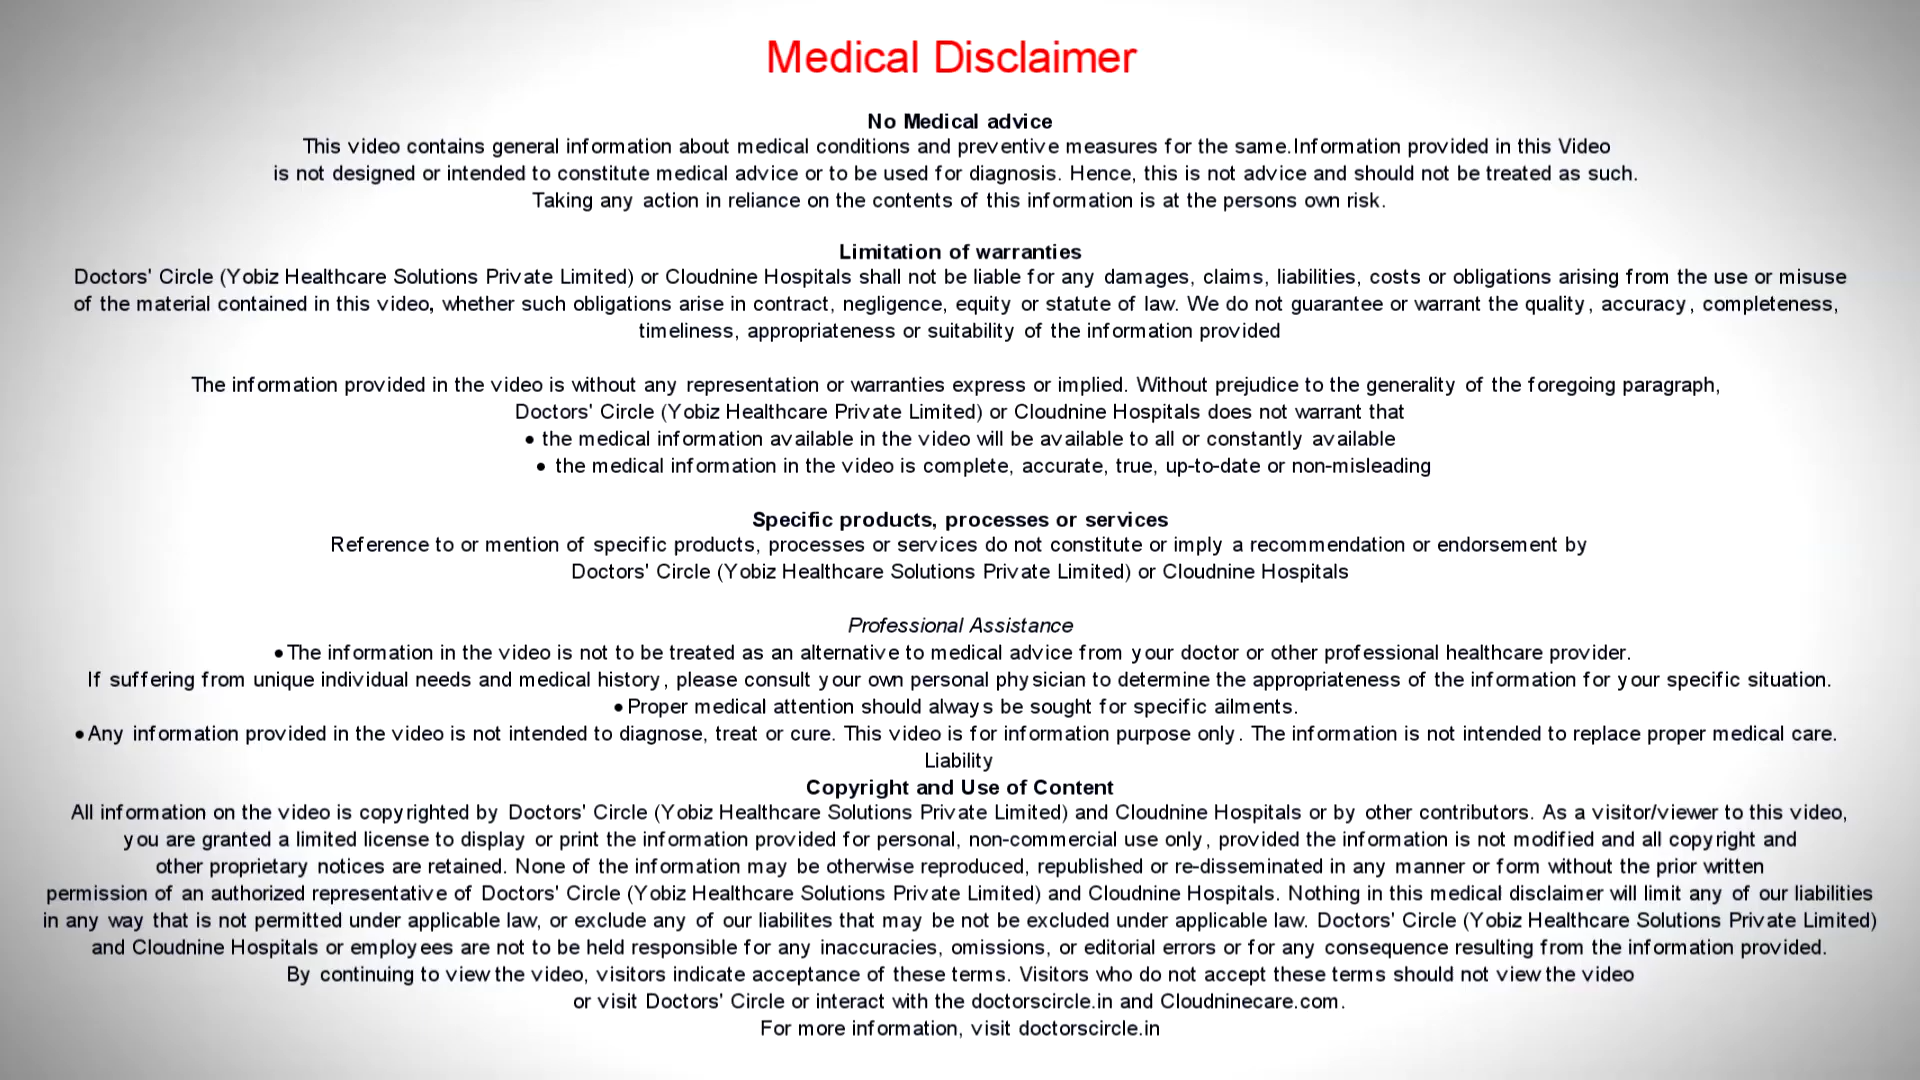 Medical Disclaimer
No Medical advice
This video contains general information about medical conditions and preventive measures for the same.Information provided in this Video
is not designed or intended to constitute medical advice or to be used for diagnosis. Hence, this is not advice and should not be treated as such.
Taking any action in reliance on the contents of this information is at the persons own risk.
Limitation of warranties
Doctors' Circle (Yobiz Healthcare Solutions Private Limited) or Cloudnine Hospitals shall not be liable for any damages, claims, liabilities, costs or obligations arising from the use or misuse
of the material contained in this video, whether such obligations arise in contract, negligence, equity or statute of law. We do not guarantee or warrant the quality, accuracy, completeness,
timeliness, appropriateness or suitability of the information provided
The information provided in the video is without any representation or warranties express or implied. Without prejudice to the generality of the foregoing paragraph,
Doctors' Circle (Yobiz Healthcare Private Limited) or Cloudnine Hospitals does not warrant that
• the medical information available in the video will be available to all or constantly available
• the medical information in the video is complete, accurate, true, up-to-date or non-misleading
Specific products, processes or services
Reference to or mention of specific products, processes or services do not constitute or imply a recommendation or endorsement by
Doctors' Circle (Yobiz Healthcare Solutions Private Limited) or Cloudnine Hospitals
Professional Assistance
•The information in the video is not to be treated as an alternative to medical advice from your doctor or other professional healthcare provider.
If suffering from unique individual needs and medical history, please consult your own personal physician to determine the appropriateness of the information for your specific situation.
•Proper medical attention should always be sought for specific ailments.
•Any information provided in the video is not intended to diagnose, treat or cure. This video is for information purpose only. The information is not intended to replace proper medical care.
Liability
Copyright and Use of Content
All information on the video is copyrighted by Doctors' Circle (Yobiz Healthcare Solutions Private Limited) and Cloudnine Hospitals or by other contributors. As a visitor/viewer to this video,
you are granted a limited license to display or print the information provided for personal, non-commercial use only, provided the information is not modified and all copyright and
other proprietary notices are retained. None of the information may be otherwise reproduced, republished or re-disseminated in any manner or form without the prior written
permission of an authorized representative of Doctors' Circle (Yobiz Healthcare Solutions Private Limited) and Cloudnine Hospitals. Nothing in this medical disclaimer will limit any of our liabilities
in any way that is not permitted under applicable law, or exclude any of our liabilites that may be not be excluded under applicable law. Doctors' Circle (Yobiz Healthcare Solutions Private Limited)
and Cloudnine Hospitals or employees are not to be held responsible for any inaccuracies, omissions, or editorial errors or for any consequence resulting from the information provided.
By continuing to view the video, visitors indicate acceptance of these terms. Visitors who do not accept these terms should not view the video
or visit Doctors' Circle or interact with the doctorscircle.in and Cloudninecare.com.
For more information, visit doctorscircle.in